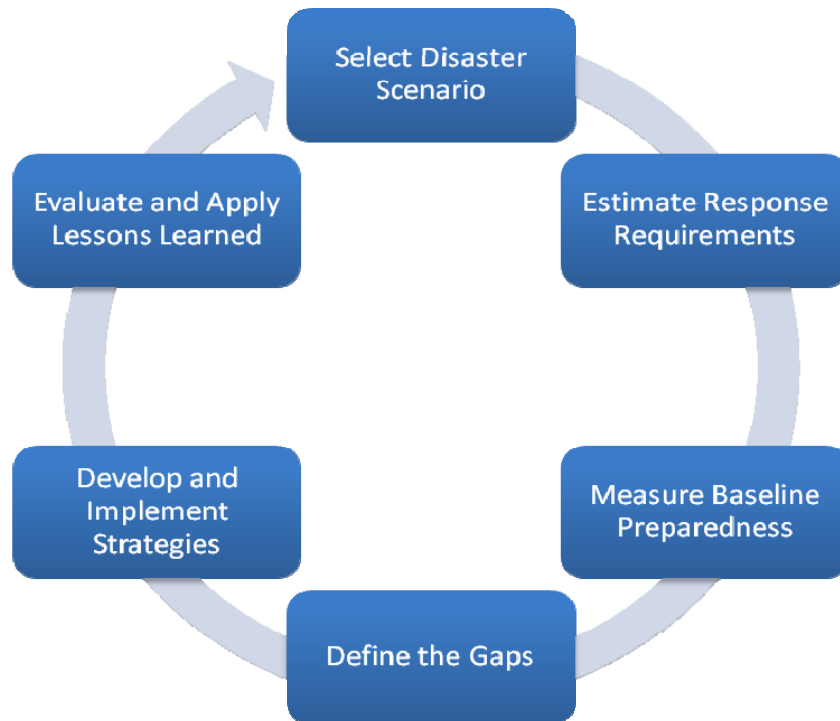 Select Disaster
Scenario
Estimate Response
Requirements
Measure Baseline
Preparedness
Define the Gaps
Develop and
Implement
Strategies
Evaluate and Apply
Lessons Learned